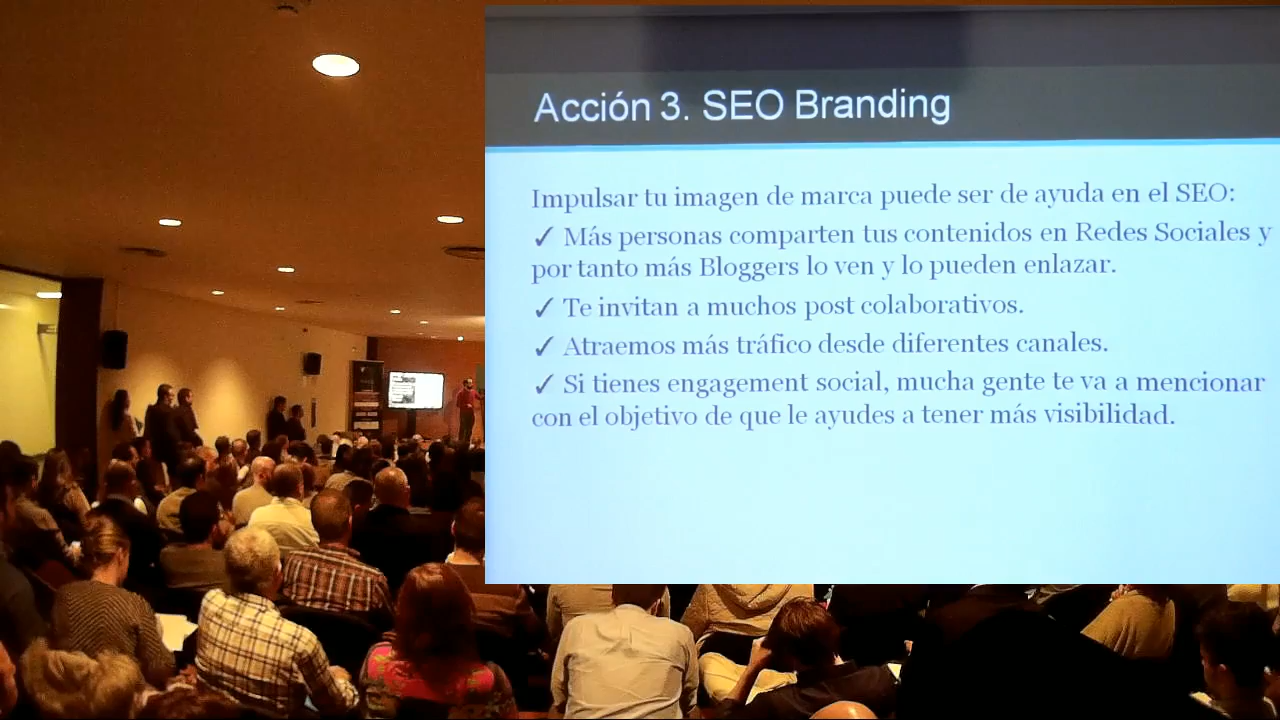 Acción 3. SEO Branding
Impulsar tu imagen de marca puede ser de ayuda en el SEO:
✓ Más personas comparten tus contenidos en Redes Sociales y
por tanto más Bloggers lo ven y lo pueden enlazar.
✓ Te invitan a muchos post colaborativos.
✓ Atraemos más tráfico desde diferentes canales.
✓ Si tienes engagement social, mucha gente te va a mencionar
con el objetivo de que le ayudes a tener más visibilidad.